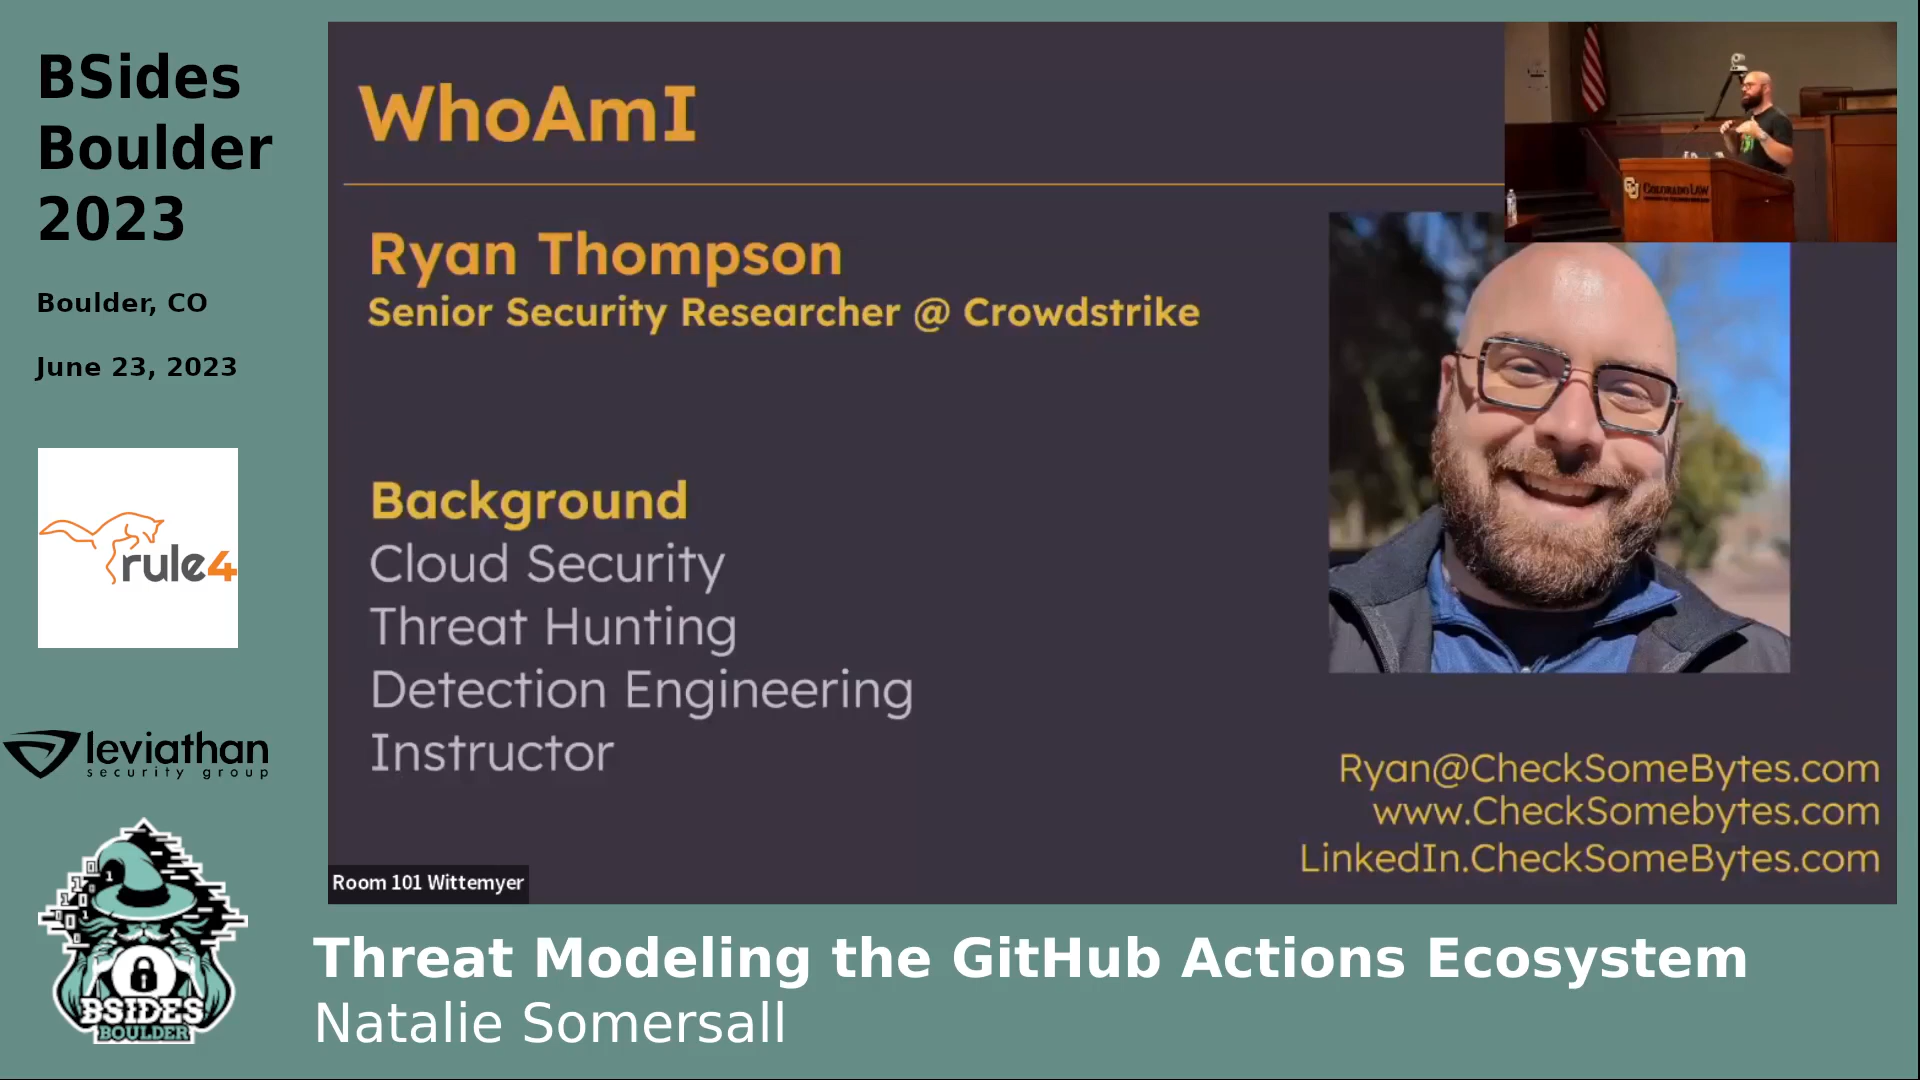 BSides
Boulder
2023
Boulder, CO
June 23, 2023
rule4
leviathan
security group
BSIDES
BOULDER
WhoAmI
Ryan Thompson
Senior Security Researcher @ Crowdstrike
Background
Cloud Security
Threat Hunting
Detection Engineering
Instructor
COLORADO LAW
Ryan@CheckSomeBytes.com
www.CheckSomebytes.com
LinkedIn.CheckSomeBytes.com
Room 101 Wittemyer
Threat Modeling the GitHub Actions Ecosystem
Natalie Somersall